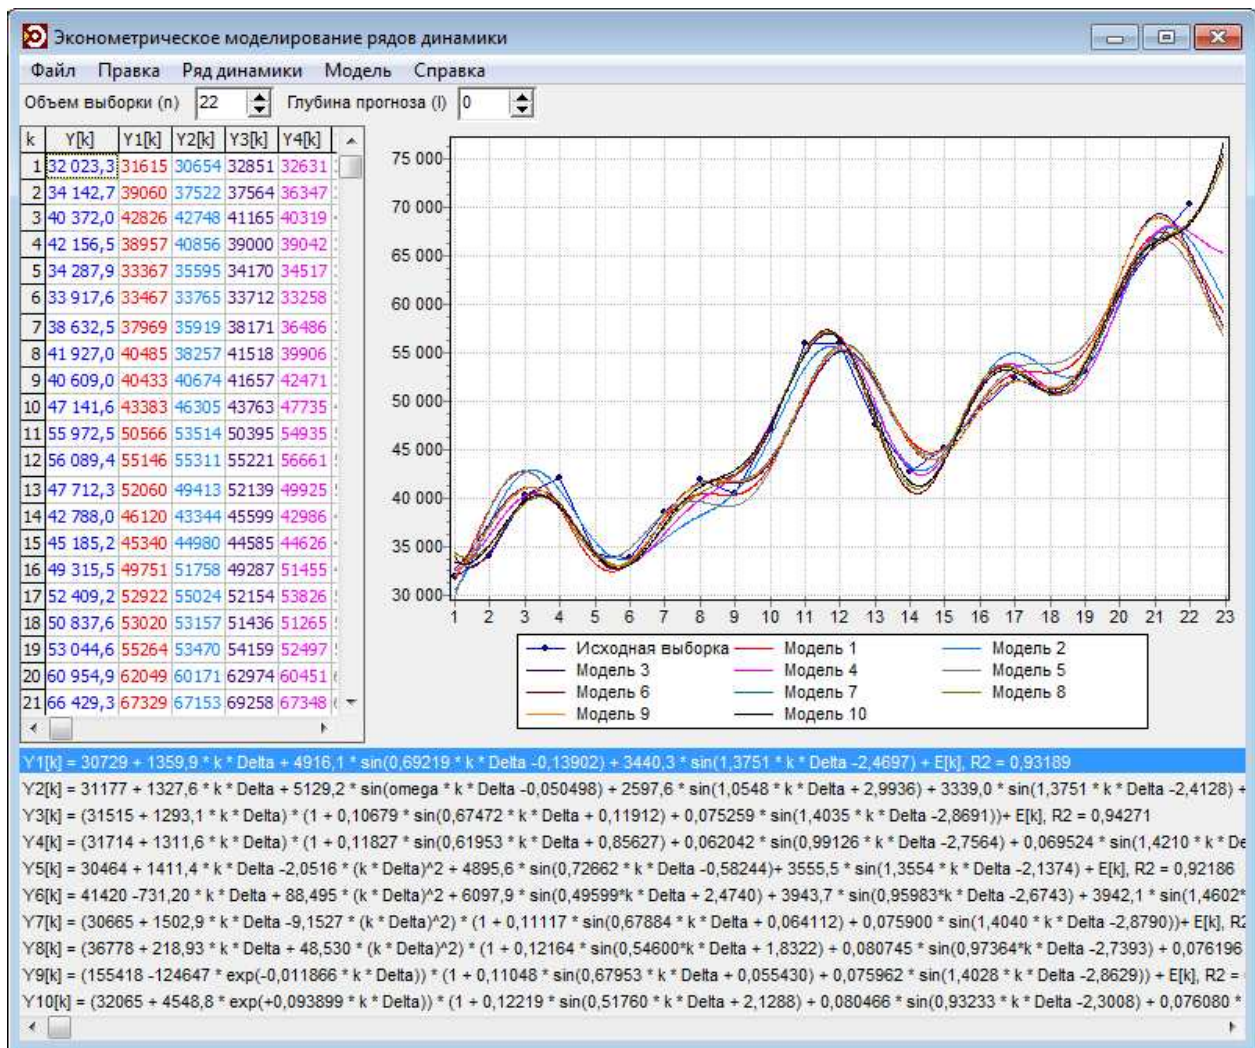 Эконометрическое моделирование рядов динамики
Файл Правка Ряд динамики Модель Справка
Объем выборки (n) 22 Глубина прогноза (l) 0
k Y[k] Y1[k] Y2[k] Y3[k] Y4[k]
1 32 023,3 31615 30654 32851 32631
2 34 142,7 39060 37522 37564 36347
3 40 372,0 42826 42748 41165 40319
4 42 156,5 38957 40856 39000 39042
5 34 287,9 33367 35595 34170 34517
6 33 917,6 33467 33765 33712 33258
7 38 632,5 37969 35919 38171 36486
8 41 927,0 40485 38257 41518 39906
9 40 609,0 40433 40674 41657 42471
10 47 141,6 43383 46305 43763 47735
11 55 972,5 50566 53514 50395 54935
12 56 089,4 55146 55311 55221 56661
13 47 712,3 52060 49413 52139 49925
14 42 788,0 46120 43344 45599 42986
15 45 185,2 45340 44980 44585 44626
16 49 315,5 49751 51758 49287 51455
17 52 409,2 52922 55024 52154 53826
18 50 837,6 53020 53157 51436 51265
19 53 044,6 55264 53470 54159 52497
20 60 954,9 62049 60171 62974 60451
21 66 429,3 67329 67153 69258 67348
75 000
70 000
65 000
60 000
55 000
50 000
45 000
40 000
35 000
30 000
1 2 3 4 5 6 7 8 9 10 11 12 13 14 15 16 17 18 19 20 21 22 23
Исходная выборка Модель 1 Модель 2
Модель 3 Модель 4 Модель 5
Модель 6 Модель 7 Модель 8
Модель 9 Модель 10
Y1[k] = 30729 + 1359,9 * k * Delta + 4916,1 * sin(0,69219 * k * Delta -0,13902) + 3440,3 * sin(1,3751 * k * Delta -2,4697) + E[k], R2 = 0,93189
Y2[k] = 31177 + 1327,6 * k * Delta + 5129,2 * sin(omega * k * Delta -0,050498) + 2597,6 * sin(1,0548 * k * Delta + 2,9936) + 3339,0 * sin(1,3751 * k * Delta -2,4128) +
Y3[k] = (31515 + 1293,1 * k * Delta) * (1 + 0,10679 * sin(0,67472 * k * Delta + 0,11912) + 0,075259 * sin(1,4035 * k * Delta -2,8691))+ E[k], R2 = 0,94271
Y4[k] = (31714 + 1311,6 * k * Delta) * (1 + 0,11827 * sin(0,61953 * k * Delta + 0,85627) + 0,062042 * sin(0,99126 * k * Delta -2,7564) + 0,069524 * sin(1,4210 * k * De
Y5[k] = 30464 + 1411,4 * k * Delta -2,0516 * (k * Delta)^2 + 4895,6 * sin(0,72662 * k * Delta -0,58244)+ 3555,5 * sin(1,3554 * k * Delta -2,1374) + E[k], R2 = 0,92186
Y6[k] = 41420 -731,20 * k * Delta + 88,495 * (k * Delta)^2 + 6097,9 * sin(0,49599*k * Delta + 2,4740) + 3943,7 * sin(0,95983*k * Delta -2,6743) + 3942,1 * sin(1,4602*
Y7[k] = (30665 + 1502,9 * k * Delta -9,1527 * (k * Delta)^2) * (1 + 0,11117 * sin(0,67884 * k * Delta + 0,064112) + 0,075900 * sin(1,4040 * k * Delta -2,8790))+ E[k], R2
Y8[k] = (36778 + 218,93 * k * Delta + 48,530 * (k * Delta)^2) * (1 + 0,12164 * sin(0,54600*k * Delta + 1,8322) + 0,080745 * sin(0,97364*k * Delta -2,7393) + 0,076196
Y9[k] = (155418 -124647 * exp(-0,011866 * k * Delta)) * (1 + 0,11048 * sin(0,67953 * k * Delta + 0,055430) + 0,075962 * sin(1,4028 * k * Delta -2,8629)) + E[k], R2 =
Y10[k] = (32065 + 4548,8 * exp(+0,093899 * k * Delta)) * (1 + 0,12219 * sin(0,51760 * k * Delta + 2,1288) + 0,080466 * sin(0,93233 * k * Delta -2,3008) + 0,076080 *